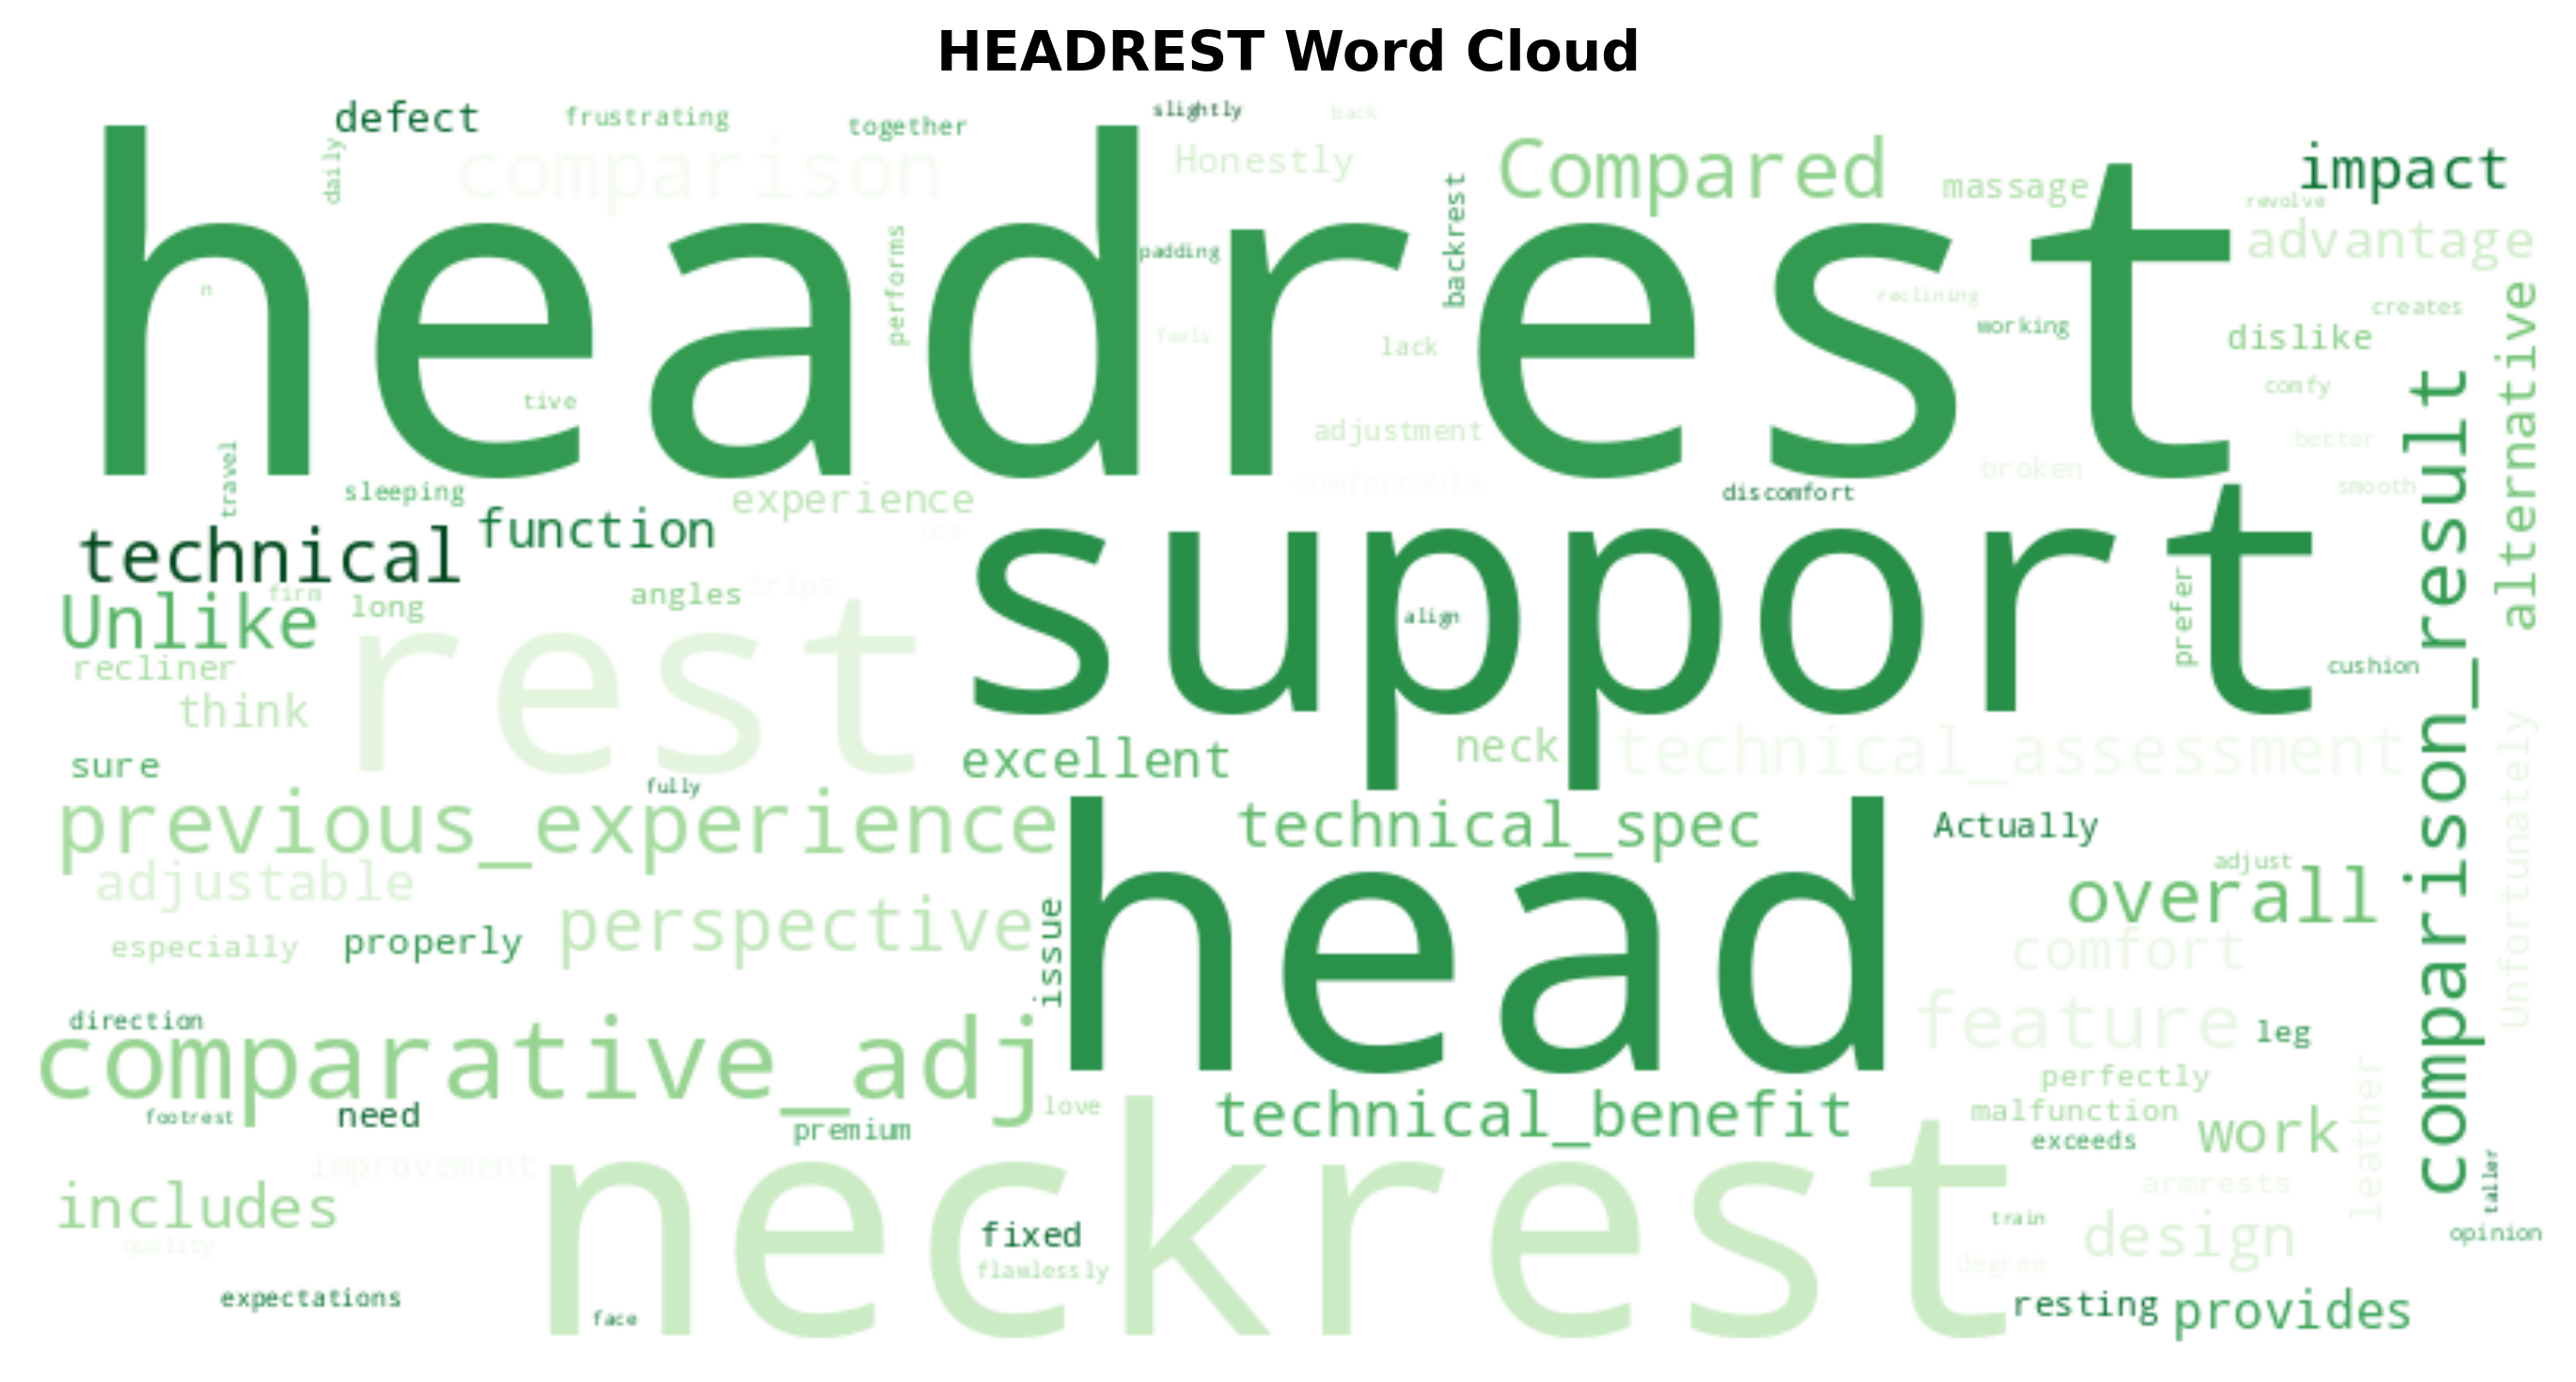 HEADREST Word Cloud
defect
frustrating
together
slightly
back
daily
comparison
Honestly
Compared
massage
impact
revolve
advantage
headrest
performs
padding
backrest
n
reclining
working
creates
dislike
alternative
feels
lack
tive
comfy
adjustment
better
travel
sleeping
experience
comfortable
discomfort
broken
smooth
comparison_result
technical
function
use
support
firm
long
angles
trips
Unlike
align
prefer
recliner
rest
cushion
think
sure
excellent
neck
technical_assessment
Unfortunately
fully
previous_experience
technical_spec
Actually
adjust
adjustable
overall
perspective
issue
head
especially
properly
comfort
direction
feature
leg
comparative_adj
perfectly
footrest
need
love
premium
technical_benefit
malfunction
exceeds
work
leather
improvement
neckrest
armrests
taller
includes
fixed
train
design
opinion
quality
flawlessly
degree
expectations
face
resting
provides